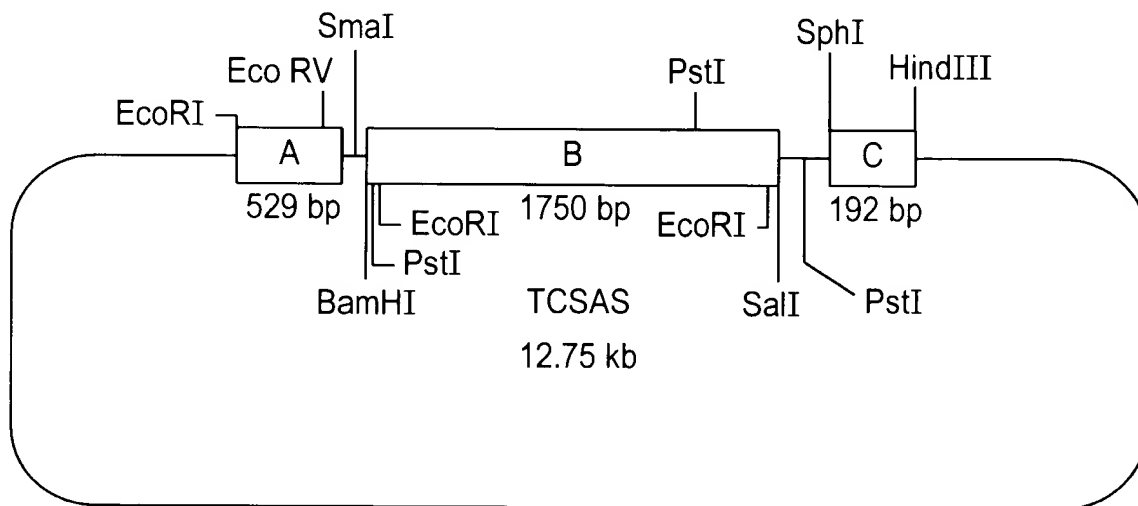 SmaI
SphI
Eco RV
PstI
HindIII
EcoRI
A
B
C
529 bp
1750 bp
192 bp
EcoRI
EcoRI
PstI
BamHI
TCSAS
SalI
PstI
12.75 kb